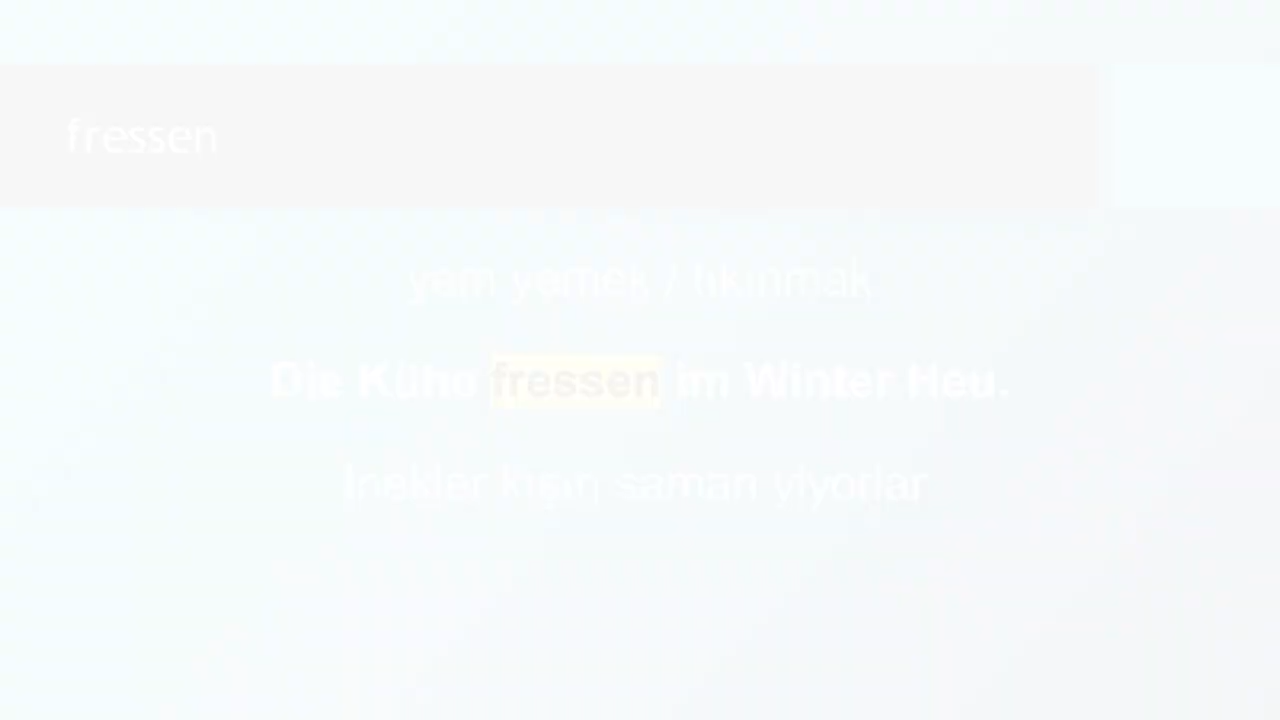 fressen
yem yemek / tıkınmak
Die Kühe fressen im Winter Heu.
İnekler kışın saman yiyorlar